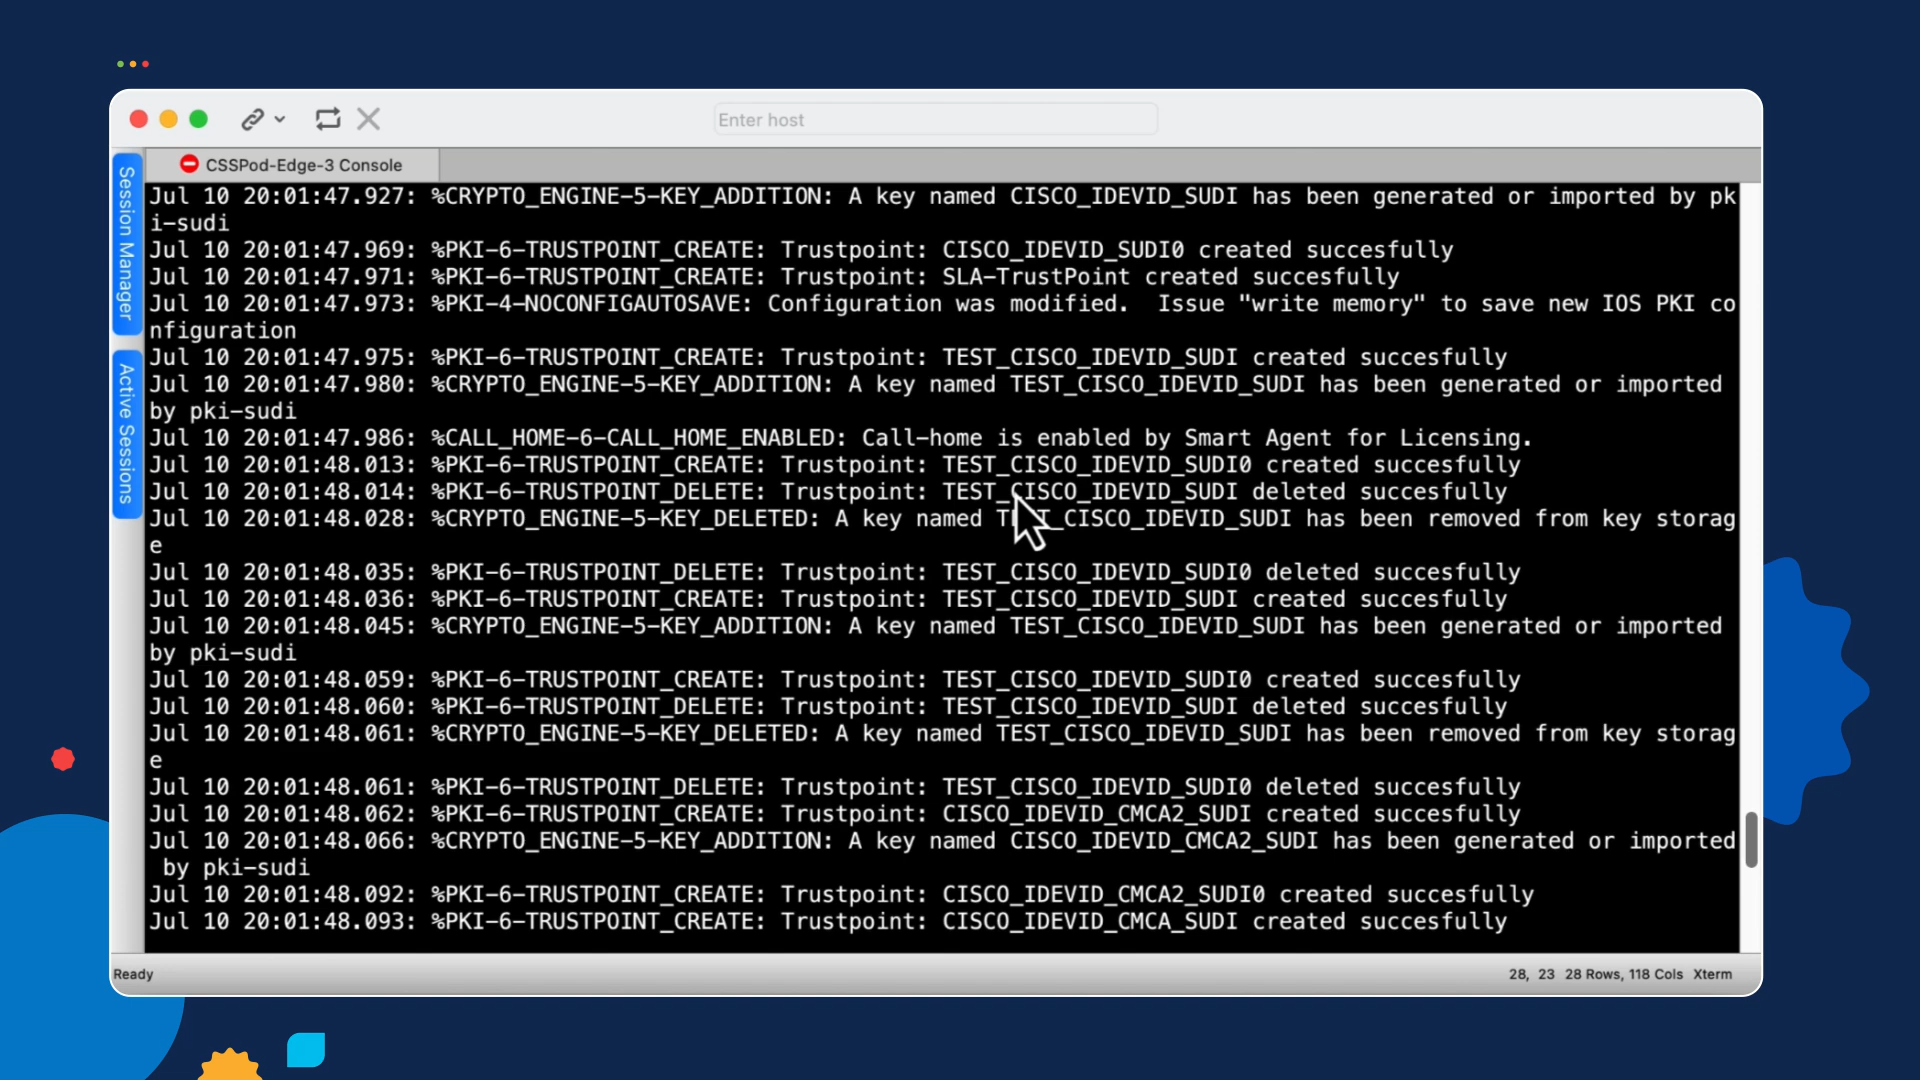 Enter host
CSSPod-Edge-3 Console
Session Manager
Active Sessions
Jul 10 20:01:47.927: %CRYPTO_ENGINE-5-KEY_ADDITION: A key named CISCO_IDEVID_SUDI has been generated or imported by pk
i-sudi
Jul 10 20:01:47.969: %PKI-6-TRUSTPOINT_CREATE: Trustpoint: CISCO_IDEVID_SUDI0 created succesfully
Jul 10 20:01:47.971: %PKI-6-TRUSTPOINT_CREATE: Trustpoint: SLA-TrustPoint created succesfully
Jul 10 20:01:47.973: %PKI-4-NOCONFIGAUTOSAVE: Configuration was modified.  Issue "write memory" to save new IOS PKI co
nfiguration
Jul 10 20:01:47.975: %PKI-6-TRUSTPOINT_CREATE: Trustpoint: TEST_CISCO_IDEVID_SUDI created succesfully
Jul 10 20:01:47.980: %CRYPTO_ENGINE-5-KEY_ADDITION: A key named TEST_CISCO_IDEVID_SUDI has been generated or imported
by pki-sudi
Jul 10 20:01:47.986: %CALL_HOME-6-CALL_HOME_ENABLED: Call-home is enabled by Smart Agent for Licensing.
Jul 10 20:01:48.013: %PKI-6-TRUSTPOINT_CREATE: Trustpoint: TEST_CISCO_IDEVID_SUDI0 created succesfully
Jul 10 20:01:48.014: %PKI-6-TRUSTPOINT_DELETE: Trustpoint: TEST_CISCO_IDEVID_SUDI deleted succesfully
Jul 10 20:01:48.028: %CRYPTO_ENGINE-5-KEY_DELETED: A key named TEST_CISCO_IDEVID_SUDI has been removed from key storag
e
Jul 10 20:01:48.035: %PKI-6-TRUSTPOINT_DELETE: Trustpoint: TEST_CISCO_IDEVID_SUDI0 deleted succesfully
Jul 10 20:01:48.036: %PKI-6-TRUSTPOINT_CREATE: Trustpoint: TEST_CISCO_IDEVID_SUDI created succesfully
Jul 10 20:01:48.045: %CRYPTO_ENGINE-5-KEY_ADDITION: A key named TEST_CISCO_IDEVID_SUDI has been generated or imported
by pki-sudi
Jul 10 20:01:48.059: %PKI-6-TRUSTPOINT_CREATE: Trustpoint: TEST_CISCO_IDEVID_SUDI0 created succesfully
Jul 10 20:01:48.060: %PKI-6-TRUSTPOINT_DELETE: Trustpoint: TEST_CISCO_IDEVID_SUDI deleted succesfully
Jul 10 20:01:48.061: %CRYPTO_ENGINE-5-KEY_DELETED: A key named TEST_CISCO_IDEVID_SUDI has been removed from key storag
e
Jul 10 20:01:48.061: %PKI-6-TRUSTPOINT_DELETE: Trustpoint: TEST_CISCO_IDEVID_SUDI0 deleted succesfully
Jul 10 20:01:48.062: %PKI-6-TRUSTPOINT_CREATE: Trustpoint: CISCO_IDEVID_CMCA2_SUDI created succesfully
Jul 10 20:01:48.066: %CRYPTO_ENGINE-5-KEY_ADDITION: A key named CISCO_IDEVID_CMCA2_SUDI has been generated or imported
 by pki-sudi
Jul 10 20:01:48.092: %PKI-6-TRUSTPOINT_CREATE: Trustpoint: CISCO_IDEVID_CMCA2_SUDI0 created succesfully
Jul 10 20:01:48.093: %PKI-6-TRUSTPOINT_CREATE: Trustpoint: CISCO_IDEVID_CMCA_SUDI created succesfully
Ready
28, 23 28 Rows, 118 Cols Xterm